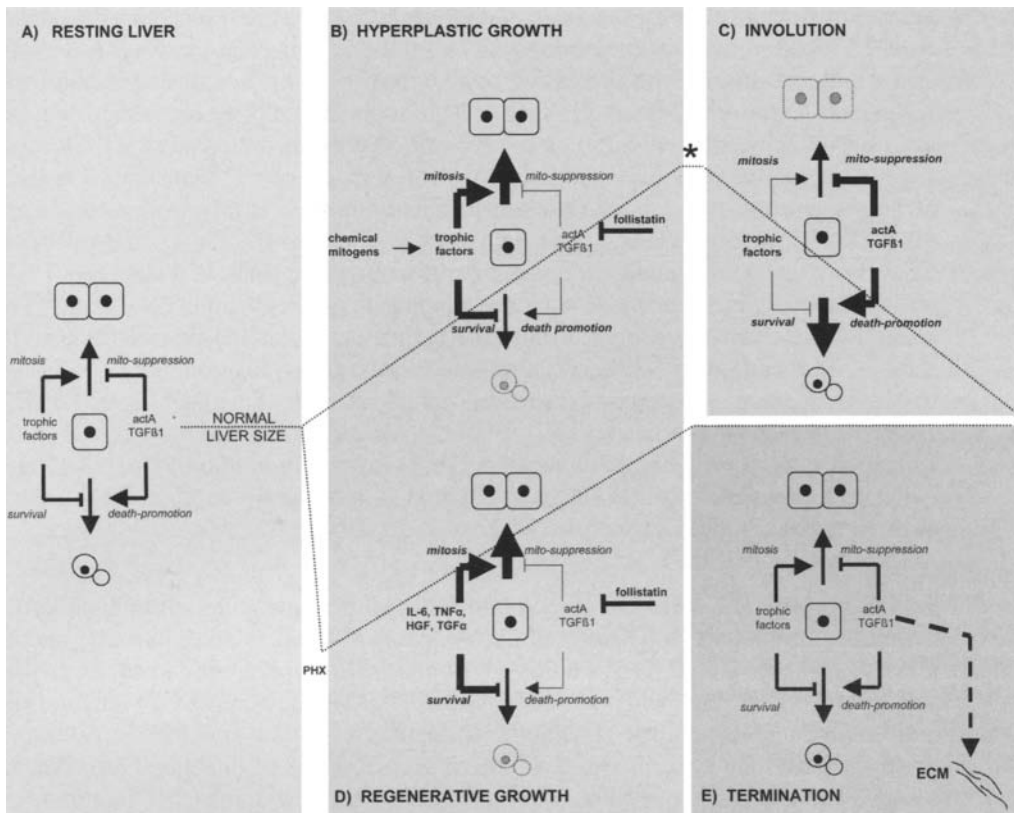 A) RESTING LIVER
mitosis
mito-suppression
trophic
factors
actA
TGFß1
survival
death-promotion
NORMAL
LIVER SIZE
PHX
B) HYPERPLASTIC GROWTH
mitosis
mito-suppression
chemical
mitogens
trophic
factors
actA
TGFß1
follistatin
survival
death promotion
*
C) INVOLUTION
mitosis
mito-suppression
trophic
factors
actA
TGFß1
survival
death-promotion
mitosis
mito-suppression
IL-6, TNFα,
HGF, TGFα
actA
TGFß1
follistatin
survival
death-promotion
D) REGENERATIVE GROWTH
mitosis
mito-suppression
trophic
factors
actA
TGFß1
survival
death-promotion
ECM
E) TERMINATION